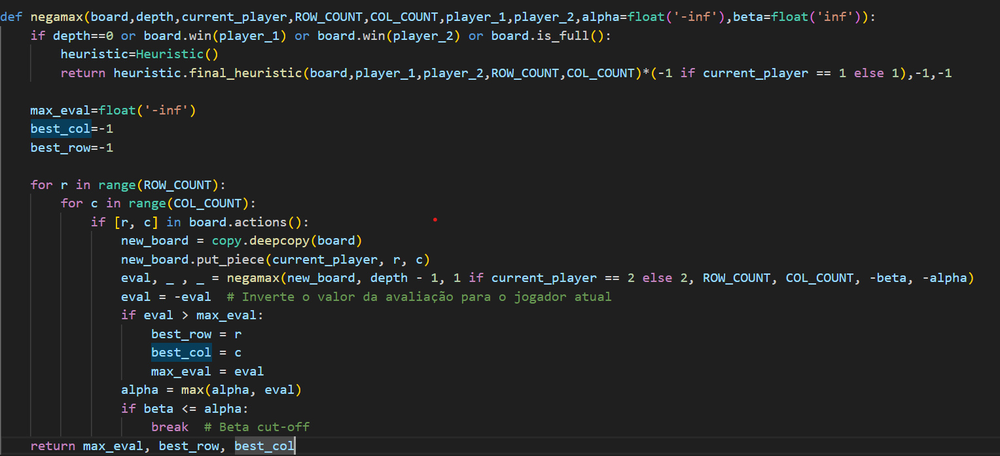 def negamax(board,depth,current_player,ROW_COUNT,COL_COUNT,player_1,player_2,alpha=float('-inf'),beta=float('inf')):
    if depth==0 or board.win(player_1) or board.win(player_2) or board.is_full():
        heuristic=Heuristic()
        return heuristic.final_heuristic(board,player_1,player_2,ROW_COUNT,COL_COUNT)*(-1 if current_player == 1 else 1),-1,-1
    max_eval=float('-inf')
    best_col=-1
    best_row=-1
    for r in range(ROW_COUNT):
        for c in range(COL_COUNT):
            if [r, c] in board.actions():
                new_board = copy.deepcopy(board)
                new_board.put_piece(current_player, r, c)
                eval, _ , _ = negamax(new_board, depth - 1, 1 if current_player == 2 else 2, ROW_COUNT, COL_COUNT, -beta, -alpha)
                eval = -eval  # Inverte o valor da avaliação para o jogador atual
                if eval > max_eval:
                    best_row = r
                    best_col = c
                    max_eval = eval
                alpha = max(alpha, eval)
                if beta <= alpha:
                    break  # Beta cut-off
    return max_eval, best_row, best_col